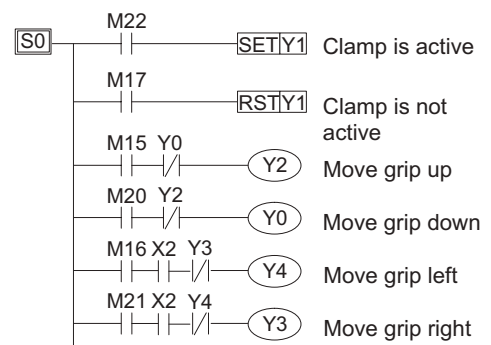 M22
S0 SET Y1 Clamp is active
M17
RST Y1 Clamp is not
active
M15 Y0
Y2 Move grip up
M20 Y2
Y0 Move grip down
M16 X2 Y3
Y4 Move grip left
M21 X2 Y4
Y3 Move grip right